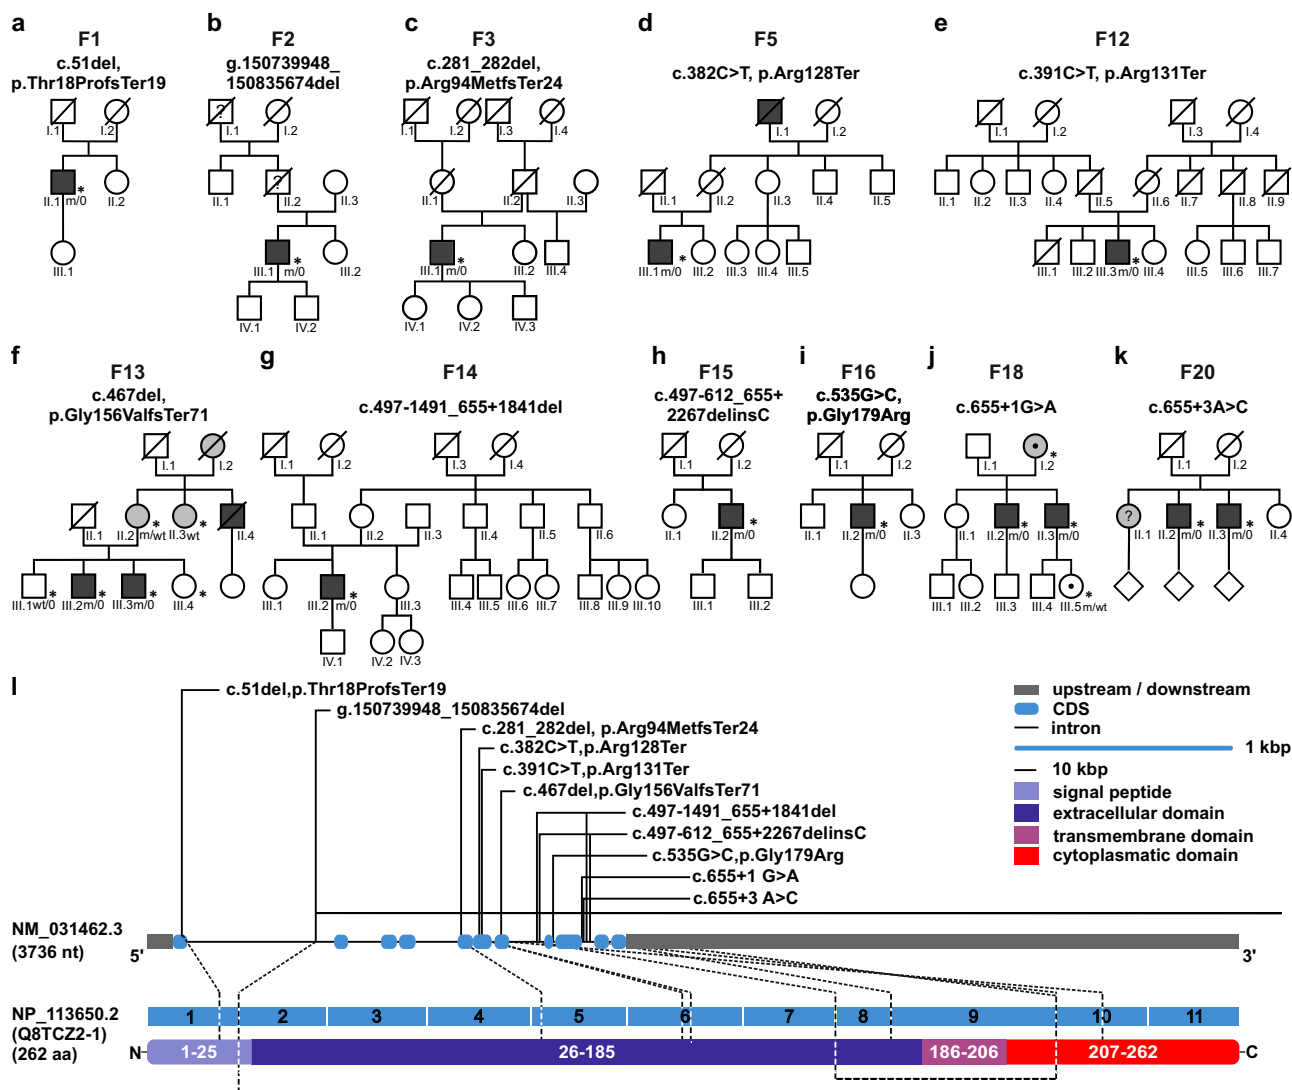 a
F1
c.51del,
p.Thr18ProfsTer19
I.1
I.2
II.1 m/0
*
II.2
III.1
b
F2
g.150739948_
150835674del
?
I.1
I.2
II.1
?
II.2
II.3
III.1
*
m/0
III.2
IV.1
IV.2
c
F3
c.281_282del,
p.Arg94MetfsTer24
I.1
I.2
I.3
I.4
II.1
II.2
II.3
III.1
*
m/0
III.2
III.4
IV.1
IV.2
IV.3
d
F5
c.382C>T, p.Arg128Ter
I.1
I.2
II.1
II.2
II.3
II.4
II.5
III.1 m/0
*
III.2
III.3
III.4
III.5
e
F12
c.391C>T, p.Arg131Ter
I.1
I.2
I.3
I.4
II.1
II.2
II.3
II.4
II.5
II.6
II.7
II.8
II.9
III.1
III.2
III.3 m/0
*
III.4
III.5
III.6
III.7
f
F13
c.467del,
p.Gly156ValfsTer71
I.1
I.2
II.1
II.2
*
m/wt
II.3
*
wt
II.4
III.1 wt/0
*
III.2 m/0
*
III.3 m/0
*
III.4
*
g
F14
c.497-1491_655+1841del
I.1
I.2
I.3
I.4
II.1
II.2
II.3
II.4
II.5
II.6
III.1
III.2
*
m/0
III.3
III.4
III.5
III.6
III.7
III.8
III.9
III.10
IV.1
IV.2
IV.3
h
F15
c.497-612_655+
2267delinsC
I.1
I.2
II.1
II.2
*
m/0
III.1
III.2
i
F16
c.535G>C,
p.Gly179Arg
I.1
I.2
II.1
II.2
*
m/0
II.3
j
F18
c.655+1G>A
I.1
I.2
*
II.1
II.2
*
m/0
II.3
*
m/0
III.1
III.2
III.3
III.4
III.5 m/wt
*
k
F20
c.655+3A>C
I.1
I.2
?
II.1
II.2
*
m/0
II.3
*
m/0
II.4
l
c.51del,p.Thr18ProfsTer19
g.150739948_150835674del
c.281_282del, p.Arg94MetfsTer24
c.382C>T,p.Arg128Ter
c.391C>T,p.Arg131Ter
c.467del,p.Gly156ValfsTer71
c.497-1491_655+1841del
c.497-612_655+2267delinsC
c.535G>C,p.Gly179Arg
c.655+1 G>A
c.655+3 A>C
upstream / downstream
CDS
intron
1 kbp
10 kbp
signal peptide
extracellular domain
transmembrane domain
cytoplasmatic domain
NM_031462.3
(3736 nt)
5'
3'
NP_113650.2
(Q8TCZ2-1)
(262 aa)
1 2 3 4 5 6 7 8 9 10 11
N
1-25
26-185
186-206
207-262
C